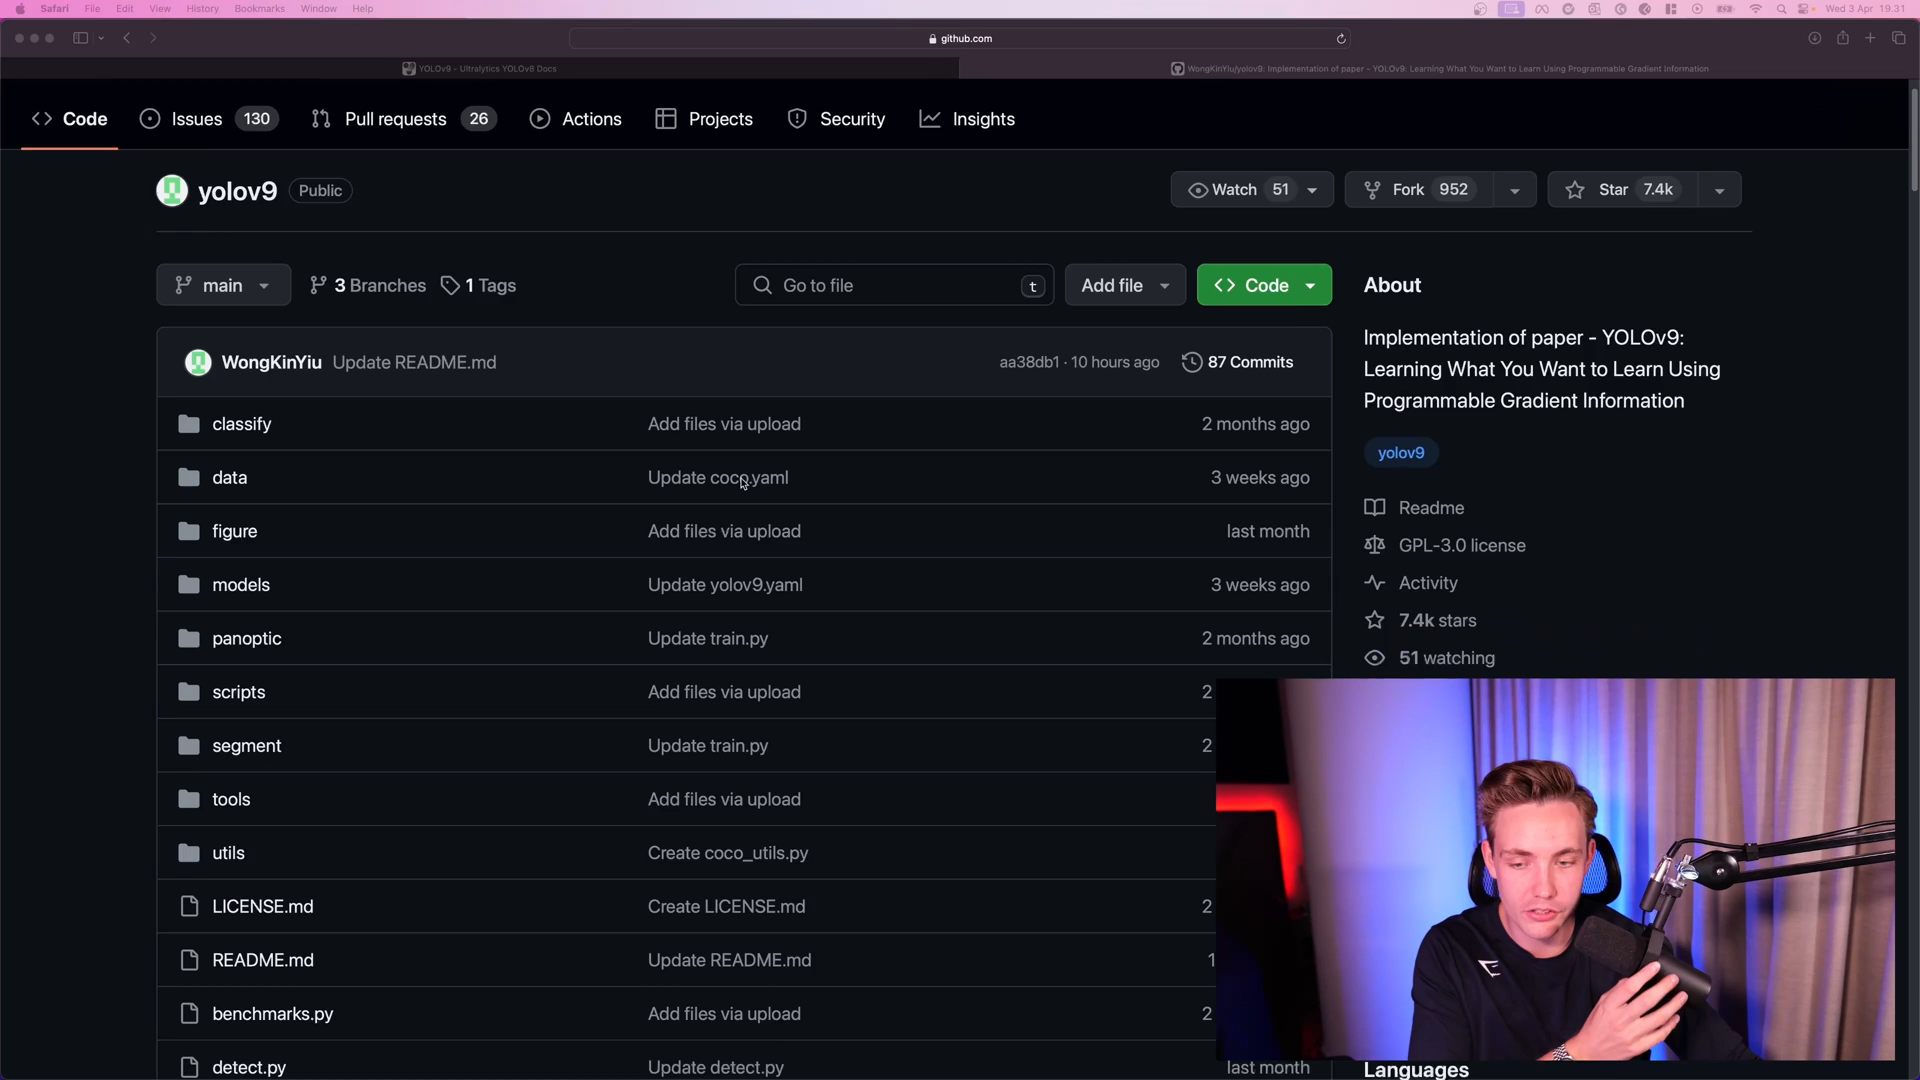 Safari File Edit View History Bookmarks Window Help
Wed 3 Apr 19.31
github.com
YOLOv9 - Ultralytics YOLOv8 Docs
WongKinYiu/yolov9: Implementation of paper - YOLOv9: Learning What You Want to Learn Using Programmable Gradient Information
Code Issues 130 Pull requests 26 Actions Projects Security Insights
yolov9 Public
Watch 51 Fork 952 Star 7.4k
main 3 Branches 1 Tags Go to file t Add file Code
WongKinYiu Update README.md aa38db1 · 10 hours ago 87 Commits
classify Add files via upload 2 months ago
data Update coco.yaml 3 weeks ago
figure Add files via upload last month
models Update yolov9.yaml 3 weeks ago
panoptic Update train.py 2 months ago
scripts Add files via upload 2
segment Update train.py 2
tools Add files via upload
utils Create coco_utils.py
LICENSE.md Create LICENSE.md 2
README.md Update README.md 1
benchmarks.py Add files via upload 2
detect.py Update detect.py last month
About
Implementation of paper - YOLOv9:
Learning What You Want to Learn Using
Programmable Gradient Information
yolov9
Readme
GPL-3.0 license
Activity
7.4k stars
51 watching
Languages